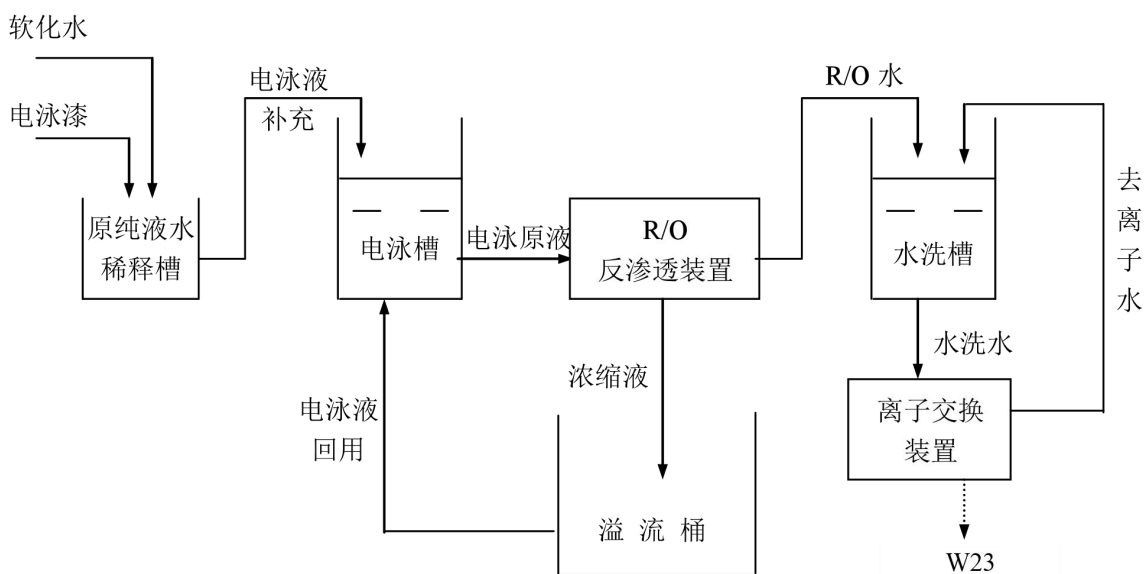 软化水
电泳漆
原纯液水
稀释槽
电泳液
补充
电泳槽
电泳原液
R/O
反渗透装置
R/O 水
水洗槽
去离子水
水洗水
离子交换
装置
W23
浓缩液
溢流桶
电泳液
回用